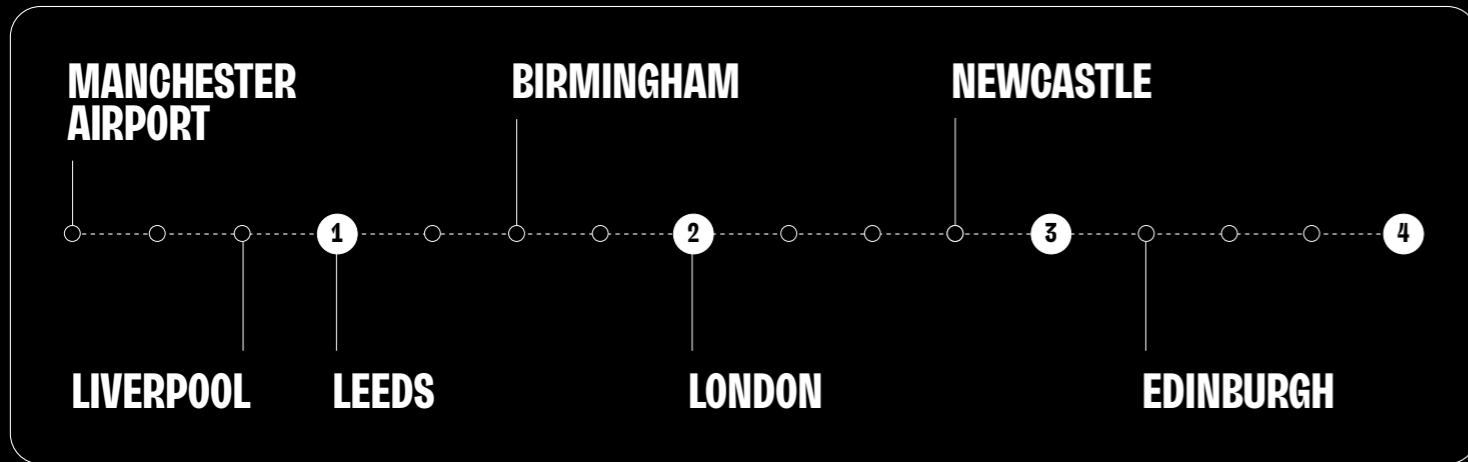 MANCHESTER
AIRPORT
BIRMINGHAM
NEWCASTLE
1
2
3
4
LIVERPOOL
LEEDS
LONDON
EDINBURGH